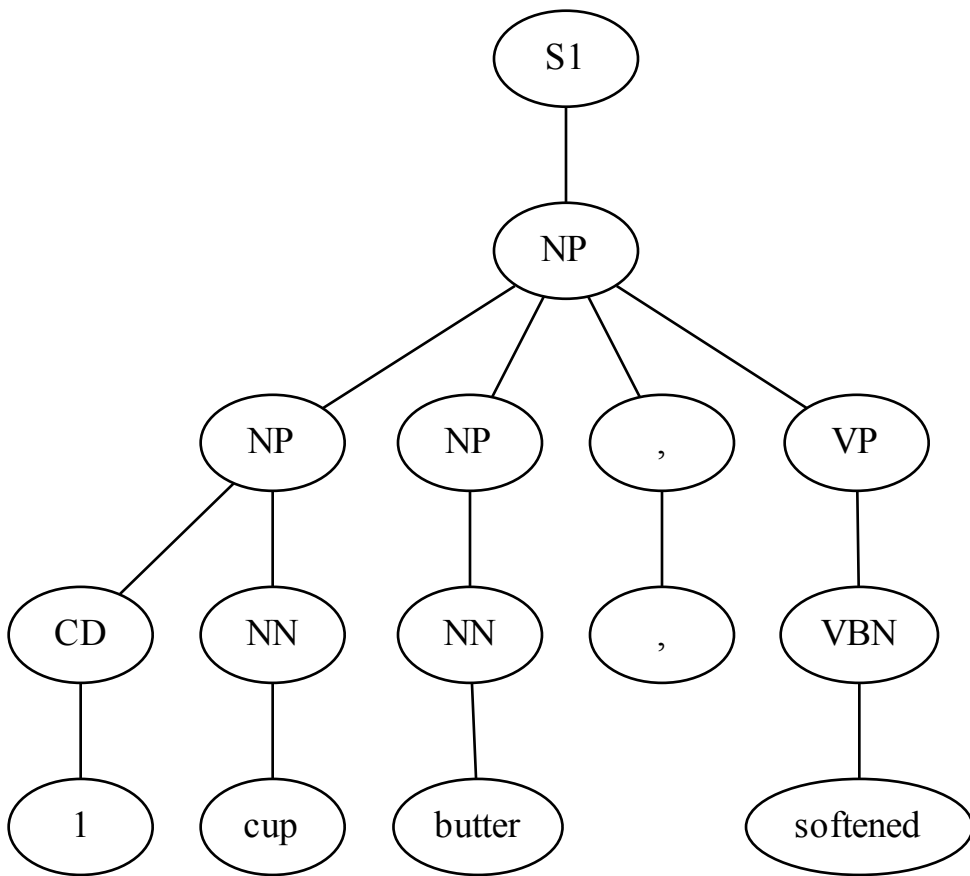 S1
NP
NP NP , VP
CD NN NN , VBN
1 cup butter softened